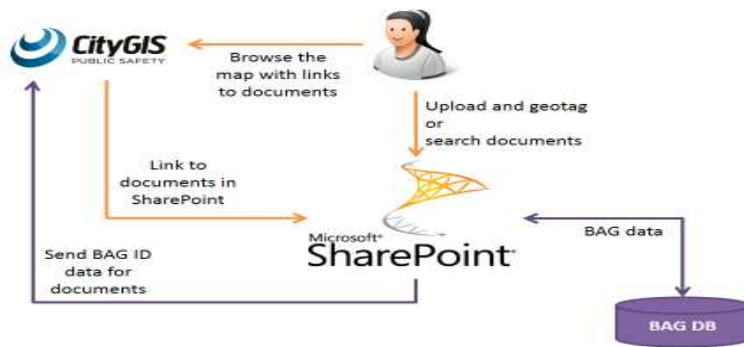 CityGIS
PUBLIC SAFETY
Browse the
map with links
to documents
Upload and geotag
or
search documents
Link to
documents in
SharePoint
Microsoft®
SharePoint
BAG data
Send BAG ID
data for
documents
BAG DB